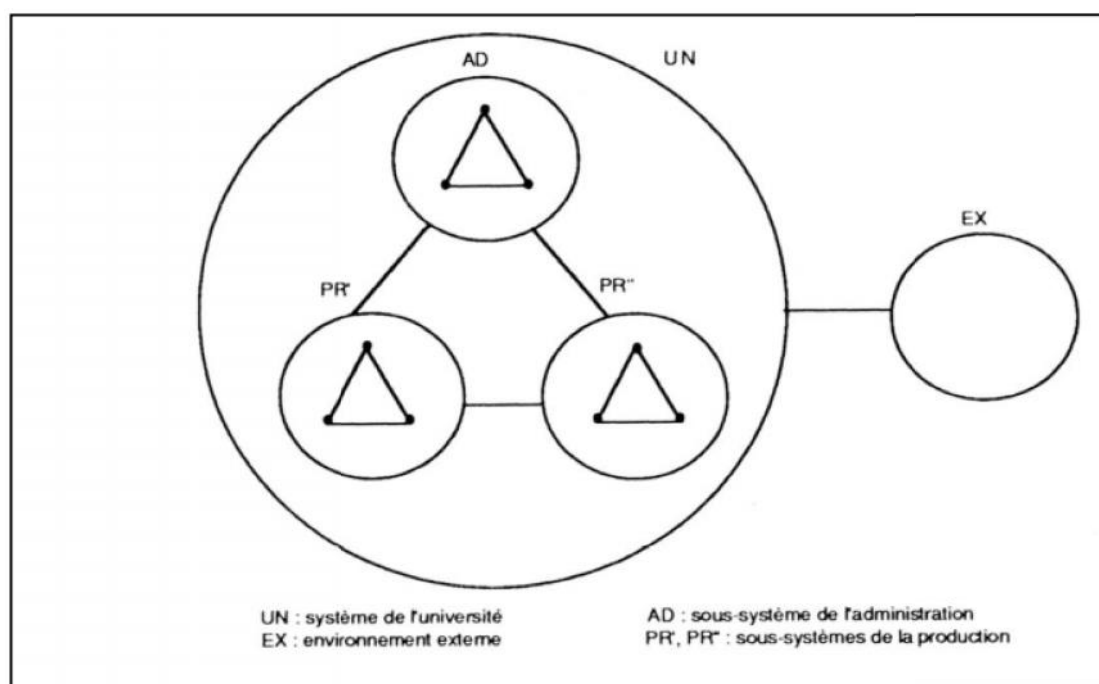 AD
UN
EX
PR'
PR''
UN : système de l'université
EX : environnement externe
AD : sous-système de l'administration
PR', PR'' : sous-systèmes de la production